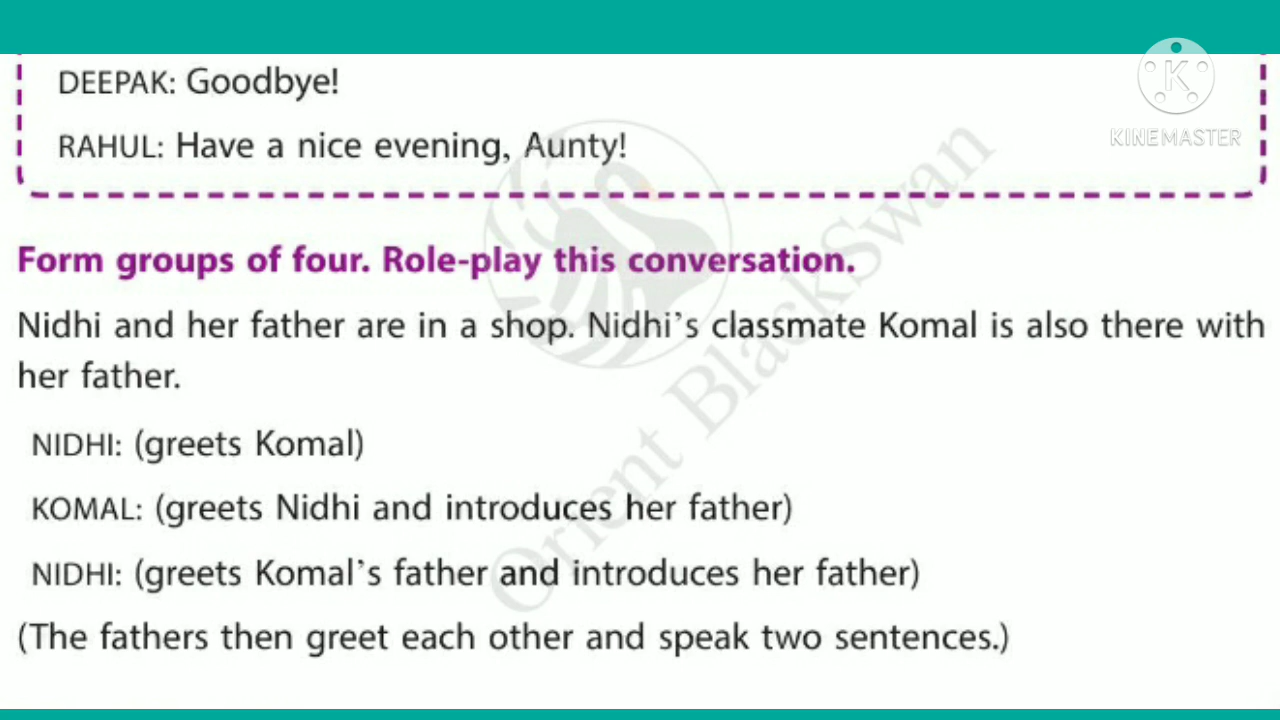 DEEPAK: Goodbye!
KINEMASTER
RAHUL: Have a nice evening, Aunty!
Form groups of four. Role-play this conversation.
Nidhi and her father are in a shop. Nidhi's classmate Komal is also there with
her father.
NIDHI: (greets Komal)
KOMAL: (greets Nidhi and introduces her father)
NIDHI: (greets Komal's father and introduces her father)
(The fathers then greet each other and speak two sentences.)
Orient BlackSwan